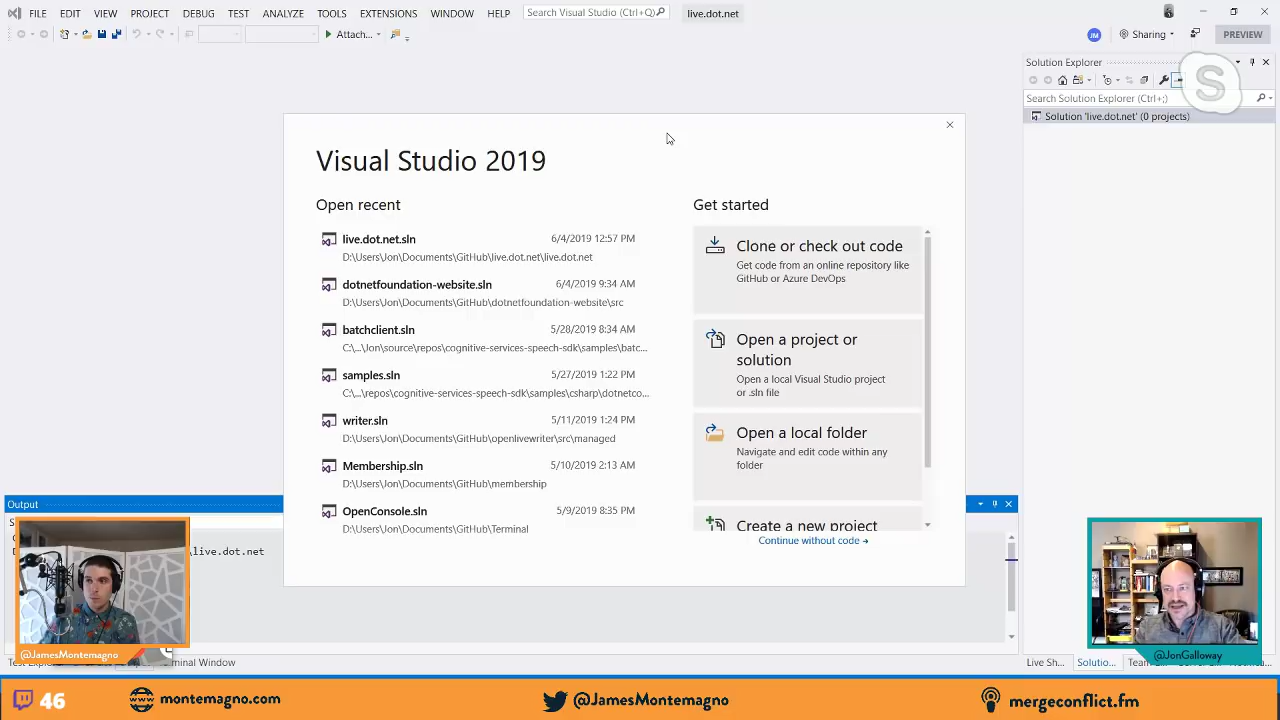 FILE EDIT VIEW PROJECT DEBUG TEST ANALYZE TOOLS EXTENSIONS WINDOW HELP Search Visual Studio (Ctrl+Q) live.dot.net
Attach... JM Sharing PREVIEW
Solution Explorer
Search Solution Explorer (Ctrl+;)
Solution 'live.dot.net' (0 projects)
Visual Studio 2019
Open recent
live.dot.net.sln 6/4/2019 12:57 PM
D:\Users\Jon\Documents\GitHub\live.dot.net\live.dot.net
dotnetfoundation-website.sln 6/4/2019 9:34 AM
D:\Users\Jon\Documents\GitHub\dotnetfoundation-website\src
batchclient.sln 5/28/2019 8:34 AM
C:\...\Jon\source\repos\cognitive-services-speech-sdk\samples\batc...
samples.sln 5/27/2019 1:22 PM
C:\...\repos\cognitive-services-speech-sdk\samples\csharp\dotnetco...
writer.sln 5/11/2019 1:24 PM
D:\Users\Jon\Documents\GitHub\openlivewriter\src\managed
Membership.sln 5/10/2019 2:13 AM
D:\Users\Jon\Documents\GitHub\membership
OpenConsole.sln 5/9/2019 8:35 PM
D:\Users\Jon\Documents\GitHub\Terminal
Get started
Clone or check out code
Get code from an online repository like
GitHub or Azure DevOps
Open a project or
solution
Open a local Visual Studio project
or .sln file
Open a local folder
Navigate and edit code within any
folder
Create a new project
Continue without code →
Output
\live.dot.net
@JamesMontemagno
@JonGalloway
Window
Live Sh... Solutio...
46 montemagno.com @JamesMontemagno mergeconflict.fm